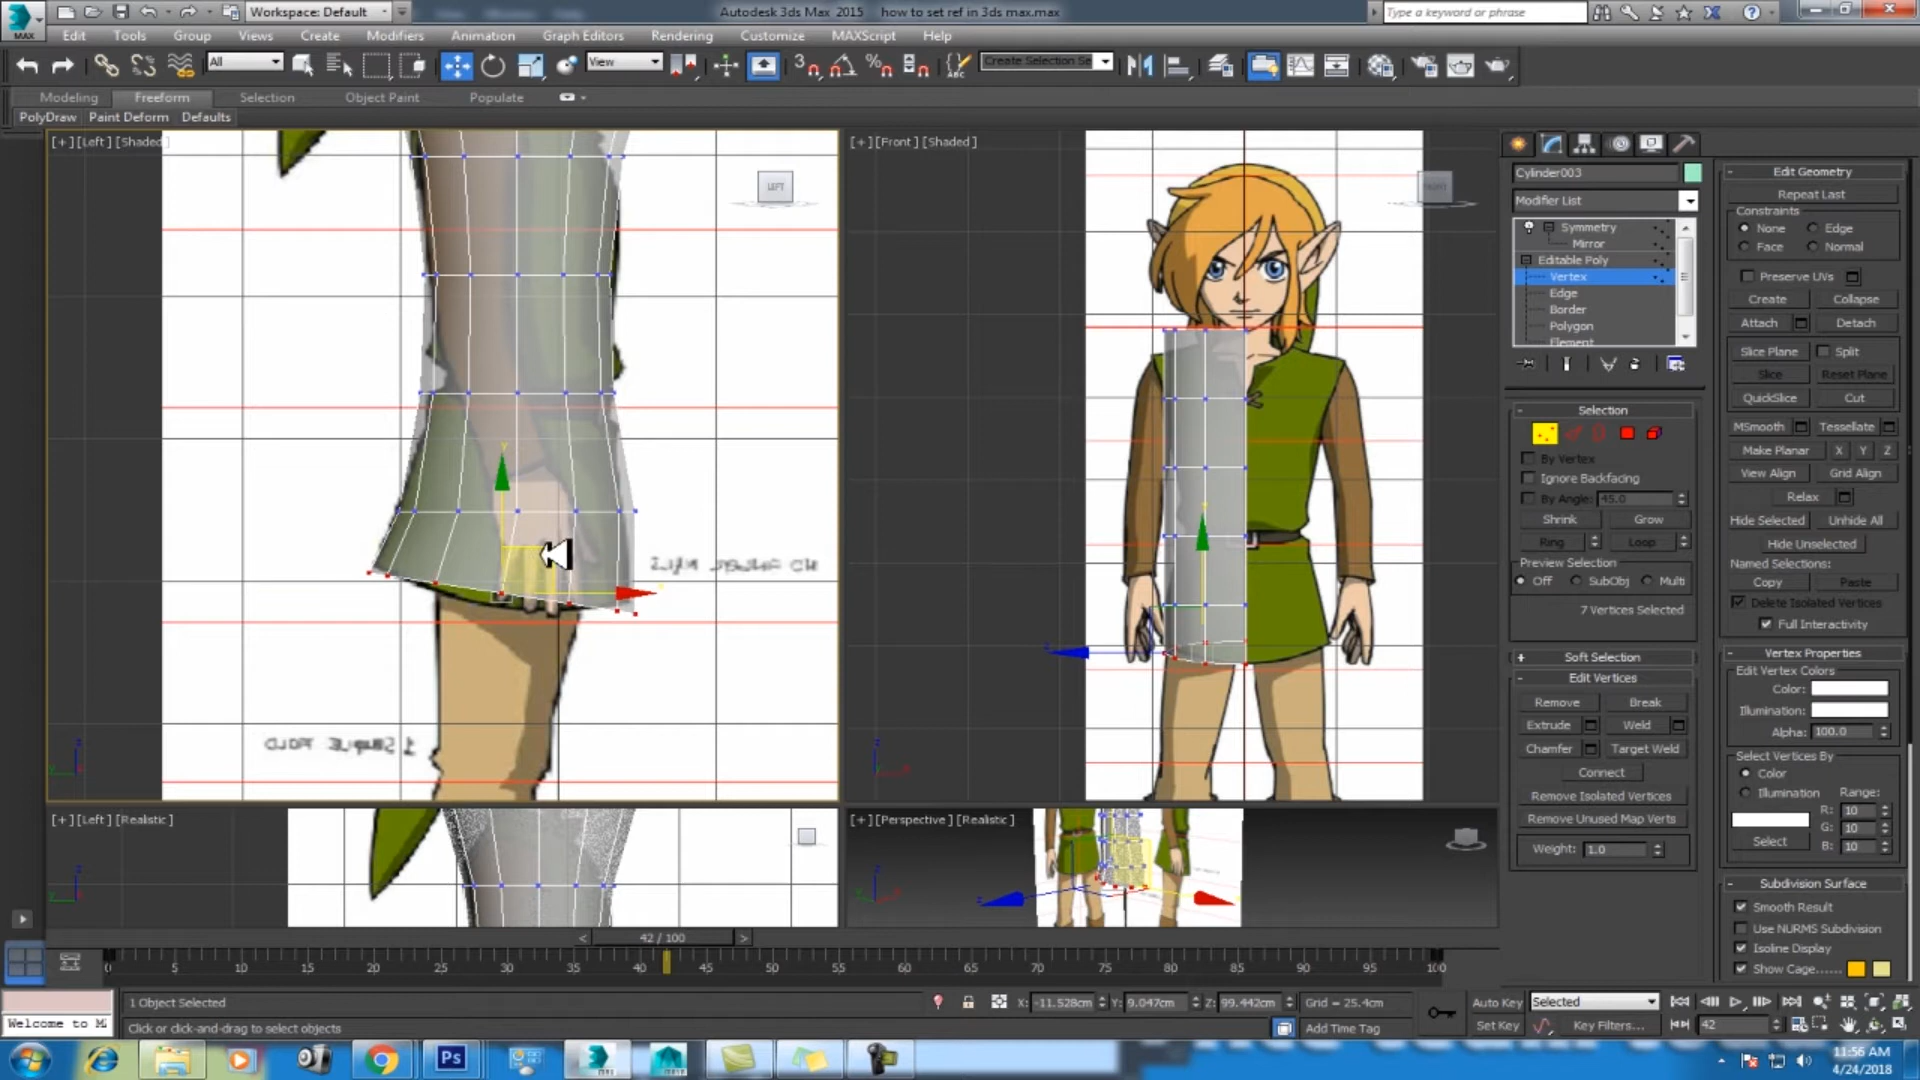 Workspace: Default
Autodesk 3ds Max 2015 how to set ref in 3ds max.max
Type a keyword or phrase
MAX
Edit Tools Group Views Create Modifiers Animation Graph Editors Rendering Customize MAXScript Help
All
View
Create Selection Se
Modeling Freeform Selection Object Paint Populate
PolyDraw Paint Deform Defaults
[+][Left][Shaded]
LEFT
[+][Front][Shaded]
FRONT
1 SIMPLE FOLD
[+][Left][Realistic]
[+][Perspective][Realistic]
Cylinder003
Modifier List
Symmetry
Mirror
Editable Poly
Vertex
Edge
Border
Polygon
Element
Selection
By Vertex
Ignore Backfacing
By Angle: 45.0
Shrink Grow
Ring Loop
Preview Selection
Off SubObj Multi
7 Vertices Selected
Soft Selection
Edit Vertices
Remove Break
Extrude Weld
Chamfer Target Weld
Connect
Remove Isolated Vertices
Remove Unused Map Verts
Weight: 1.0
Edit Geometry
Repeat Last
Constraints
None Edge
Face Normal
Preserve UVs
Create Collapse
Attach Detach
Slice Plane Split
Slice Reset Plane
QuickSlice Cut
MSmooth Tessellate
Make Planar X Y Z
View Align Grid Align
Relax
Hide Selected Unhide All
Hide Unselected
Named Selections:
Copy Paste
Delete Isolated Vertices
Full Interactivity
Vertex Properties
Edit Vertex Colors
Color:
Illumination:
Alpha: 100.0
Select Vertices By
Color
Illumination Range:
R: 10
G: 10
Select B: 10
Subdivision Surface
Smooth Result
Use NURMS Subdivision
Isoline Display
Show Cage......
42 / 100
0 5 10 15 20 25 30 35 40 45 50 55 60 65 70 75 80 85 90 95 100
1 Object Selected
X: -11.528cm Y: 9.047cm Z: 99.442cm Grid = 25.4cm
Auto Key Selected
Welcome to M
Click or click-and-drag to select objects
Add Time Tag
Set Key Key Filters...
42
Ps
11:56 AM
4/24/2018